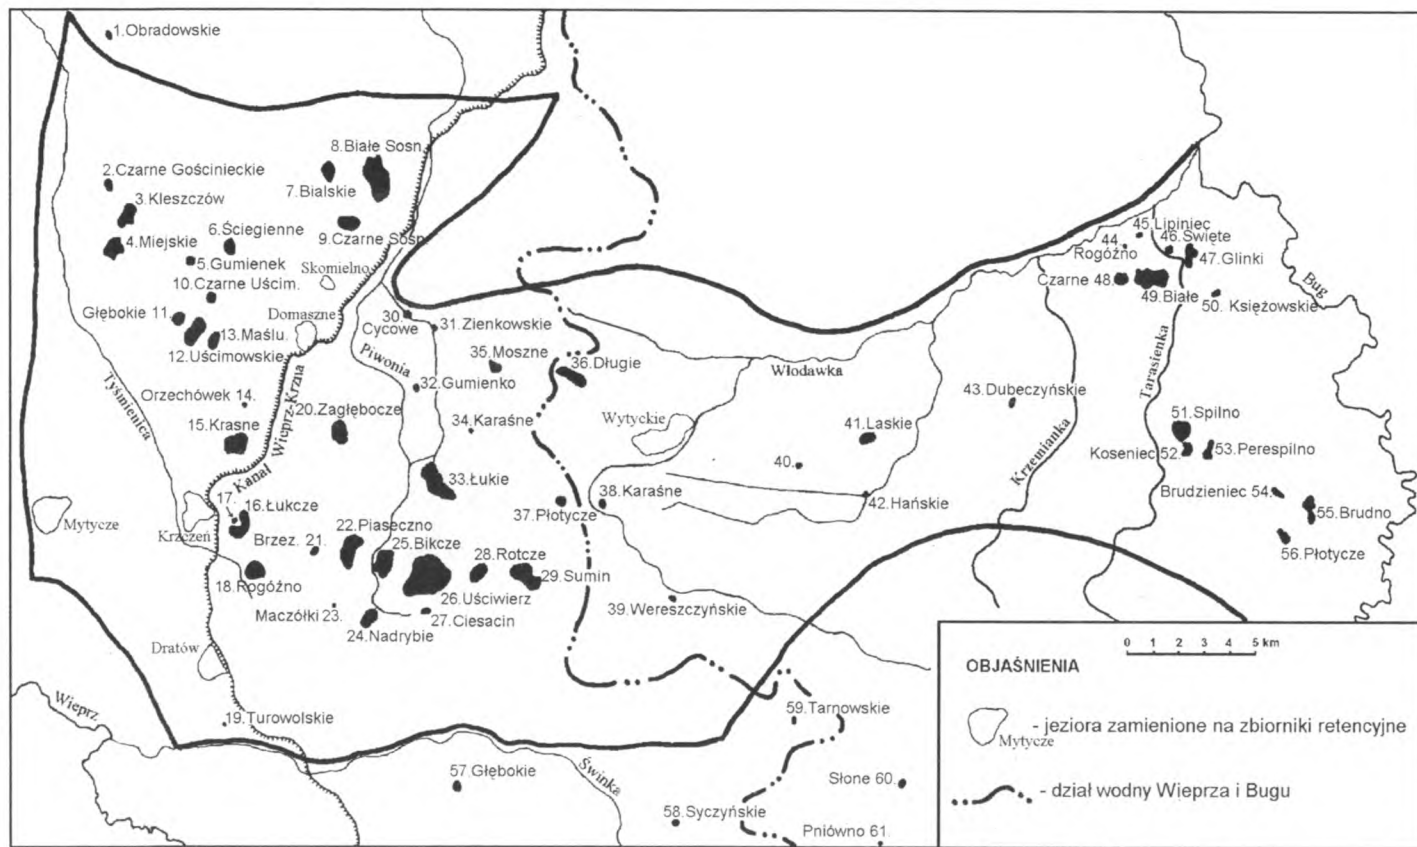 1.Obradowskie
8.Białe Sosn.
2.Czarne Gościnieckie
7.Bialskie
3.Kleszczów
6.Ściegienne
9.Czarne Sosn.
4.Miejskie
5.Gumienek
Skomielno
10.Czarne Uścim.
Głębokie 11.
Domaszne
13.Maślu.
12.Uścimowskie
30.
Cycowe
31.Zienkowskie
Piwonia
35.Moszne
36.Długie
32.Gumienko
Tyśmienica
Orzechówek 14.
20.Zagłębocze
15.Krasne
Kanał Wieprz-Krzna
34.Karaśne
Wytyckie
Włodawka
33.Łukie
41.Laskie
40.
43.Dubeczyńskie
Krzemianka
42.Hańskie
37.Płotycze
38.Karaśne
17.
16.Łukcze
Mytycze
Krzczeń
Brzez. 21.
22.Piaseczno
25.Bikcze
28.Rotcze
29.Sumin
18.Rogóźno
26.Uściwierz
Maczółki 23.
27.Ciesacin
24.Nadrybie
39.Wereszczyńskie
Dratów
Wieprz
19.Turowolskie
57.Głębokie
Świnka
58.Syczyńskie
59.Tarnowskie
Słone 60.
Pniówno 61.
45.Lipiniec
44.
Rogóźno
46.Święte
47.Glinki
Czarne 48.
49.Białe
50. Księżowskie
Bug
Tarasienka
51.Spilno
Koseniec 52.
53.Perespilno
Brudzieniec 54.
55.Brudno
56.Płotycze
0 1 2 3 4 5 km
OBJAŚNIENIA
Mytycze
- jeziora zamienione na zbiorniki retencyjne
- dział wodny Wieprza i Bugu